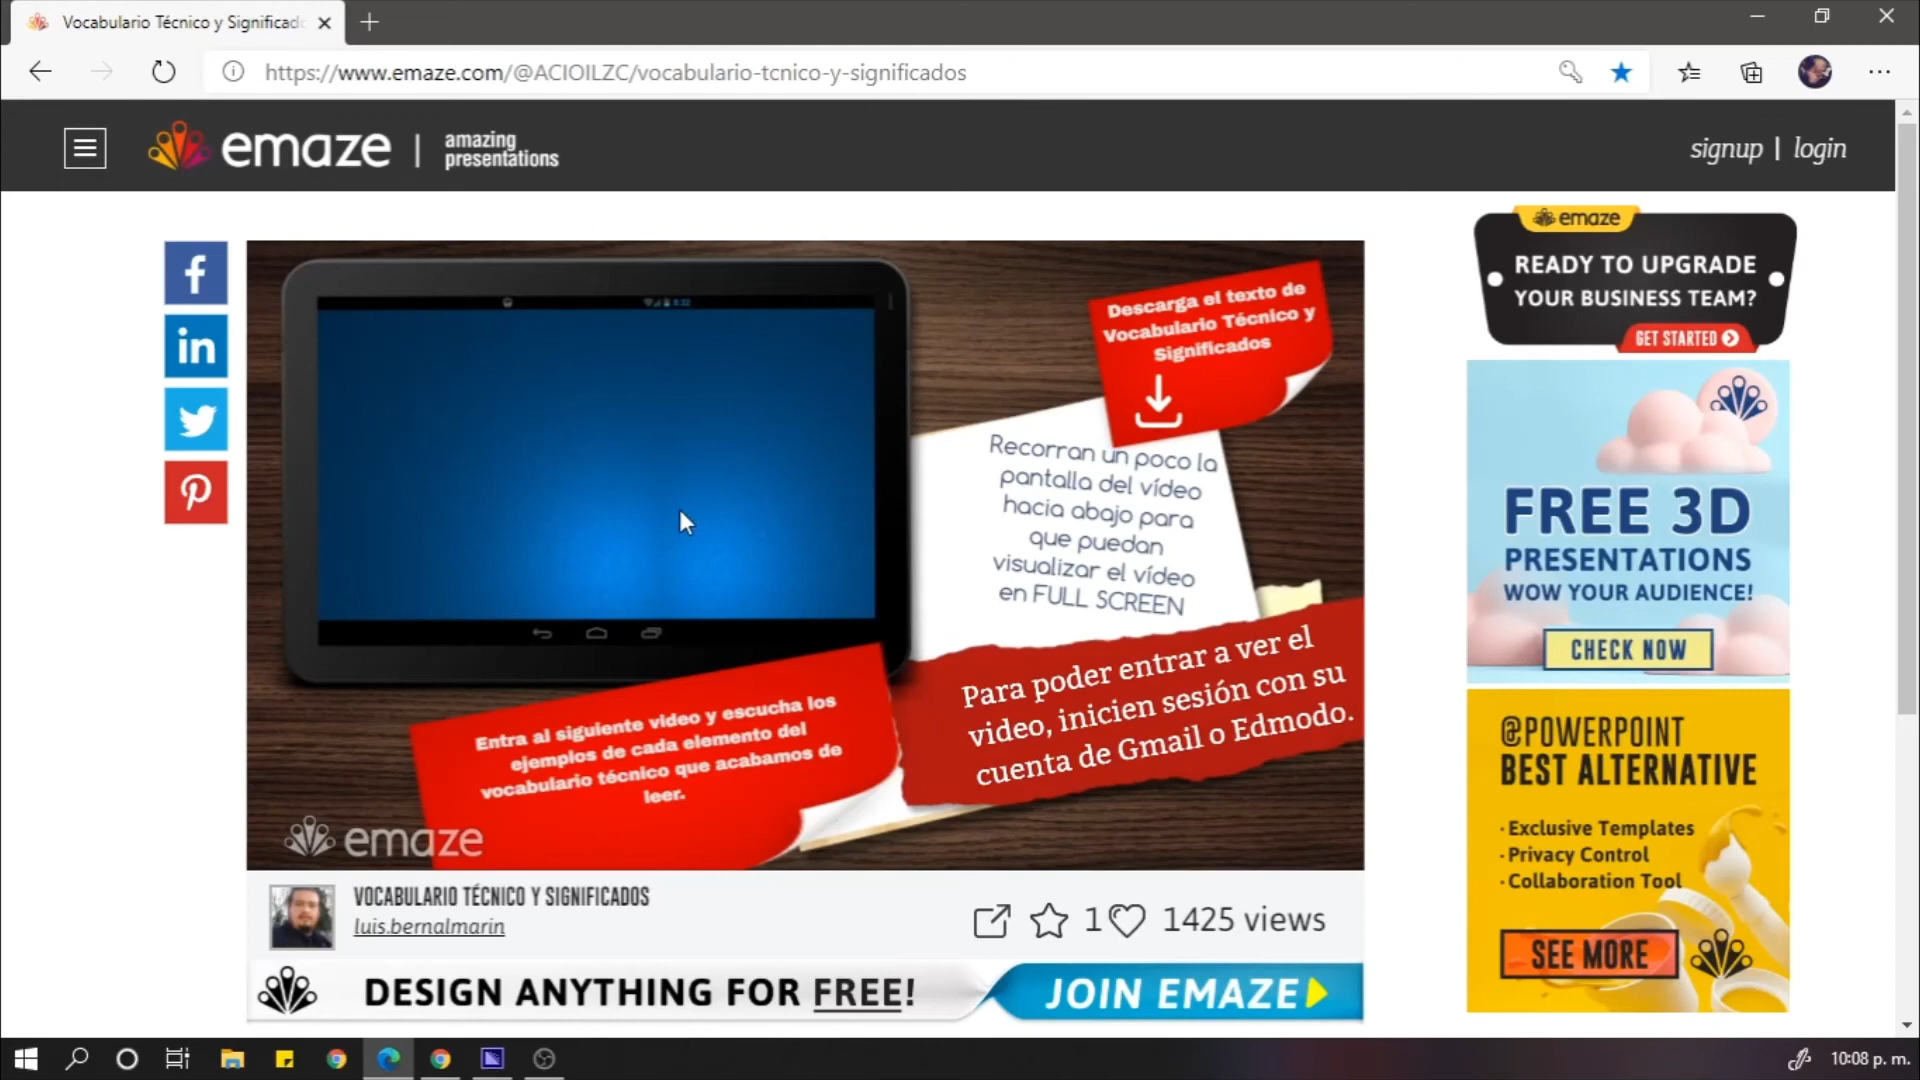 Vocabulario Técnico y Significad
https://www.emaze.com/@ACIOILZC/vocabulario-tcnico-y-significados
emaze | amazing
presentations
signup | login
8:32
Descarga el texto de
Vocabulario Técnico y
Significados
Recorran un poco la
pantalla del vídeo
hacia abajo para
que puedan
visualizar el vídeo
en FULL SCREEN
Para poder entrar a ver el
video, inicien sesión con su
cuenta de Gmail o Edmodo.
Entra al siguiente video y escucha los
ejemplos de cada elemento del
vocabulario técnico que acabamos de
leer.
emaze
VOCABULARIO TÉCNICO Y SIGNIFICADOS
luis.bernalmarin
1 1425 views
DESIGN ANYTHING FOR FREE!
JOIN EMAZE
emaze
READY TO UPGRADE
YOUR BUSINESS TEAM?
GET STARTED
FREE 3D
PRESENTATIONS
WOW YOUR AUDIENCE!
CHECK NOW
@POWERPOINT
BEST ALTERNATIVE
· Exclusive Templates
· Privacy Control
· Collaboration Tool
SEE MORE
10:08 p. m.